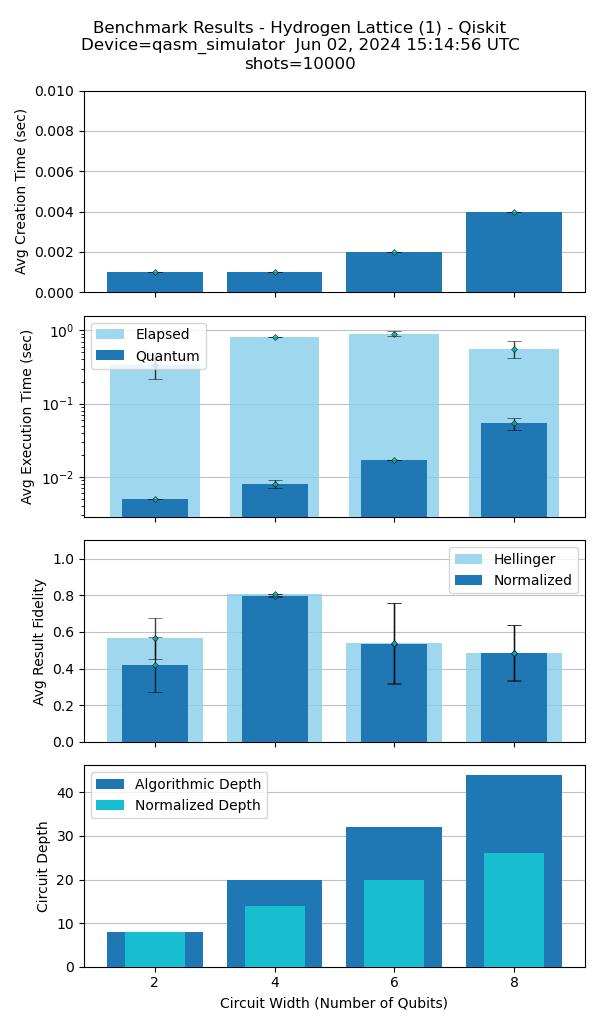 Benchmark Results - Hydrogen Lattice (1) - Qiskit
Device=qasm_simulator  Jun 02, 2024 15:14:56 UTC
shots=10000
Avg Creation Time (sec)
0.010
0.008
0.006
0.004
0.002
0.000
Avg Execution Time (sec)
10⁰
10⁻¹
10⁻²
Elapsed
Quantum
Avg Result Fidelity
1.0
0.8
0.6
0.4
0.2
0.0
Hellinger
Normalized
Circuit Depth
40
30
20
10
0
Algorithmic Depth
Normalized Depth
2 4 6 8
Circuit Width (Number of Qubits)